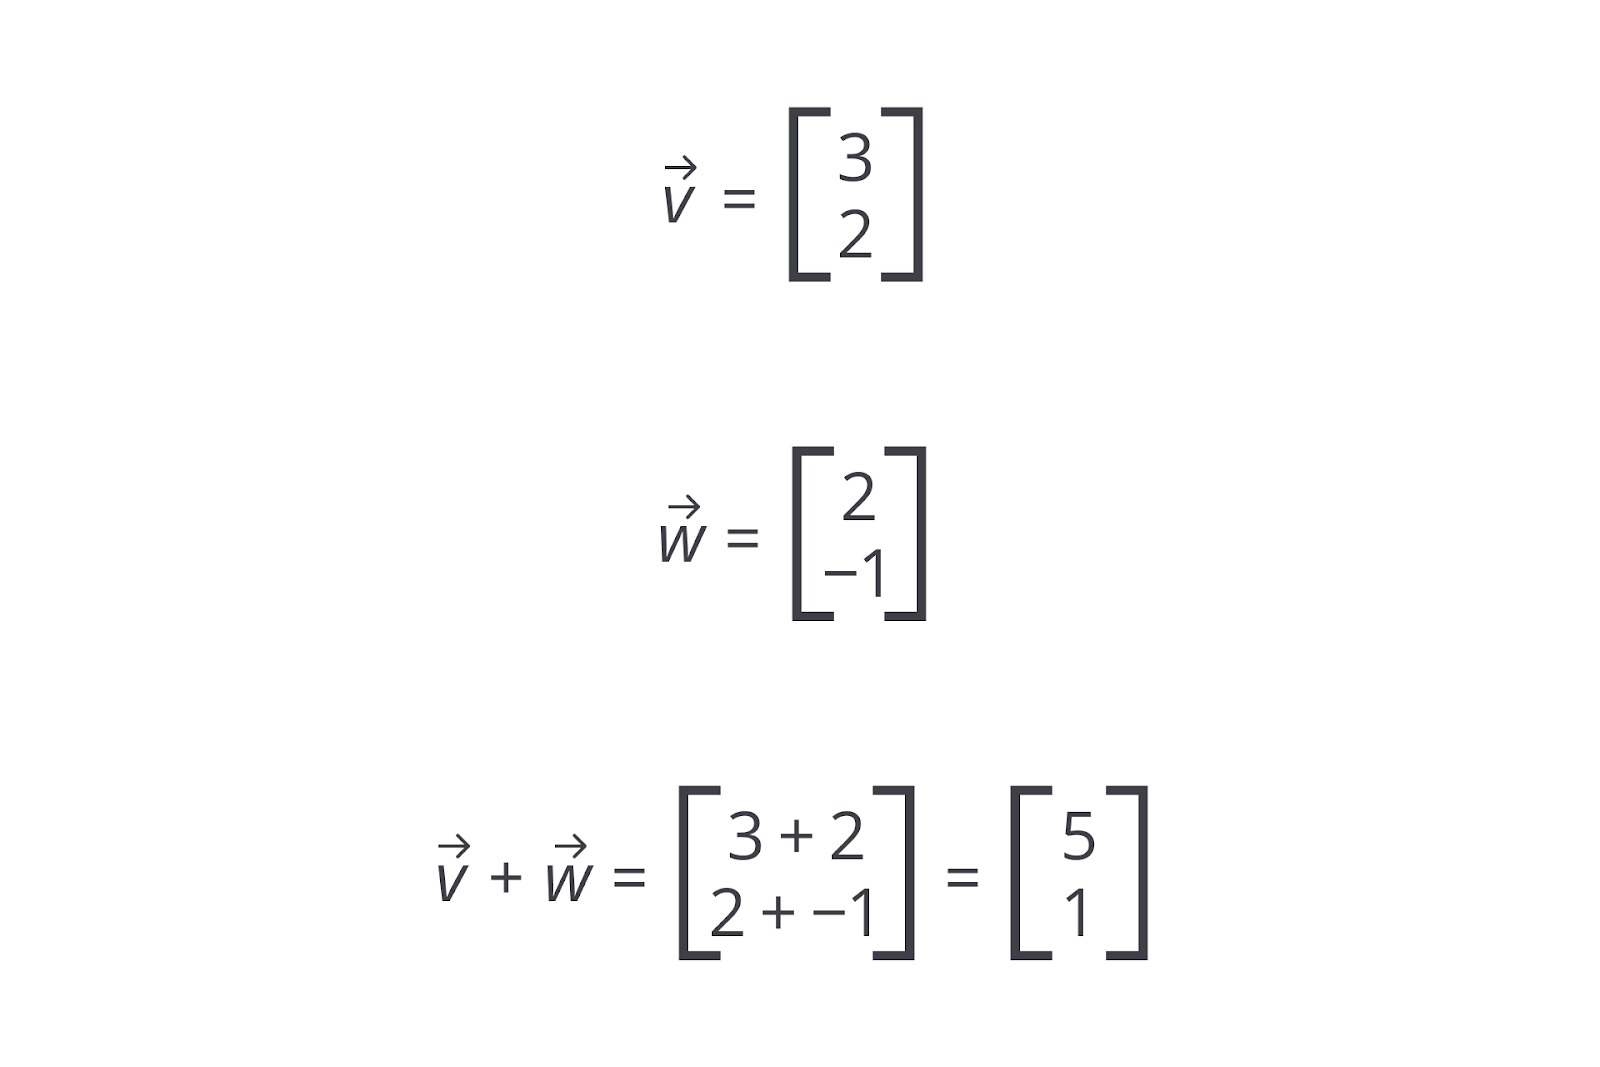 v⃗ = [3
2]
w⃗ = [2
−1]
v⃗ + w⃗ = [3 + 2
2 + −1] = [5
1]